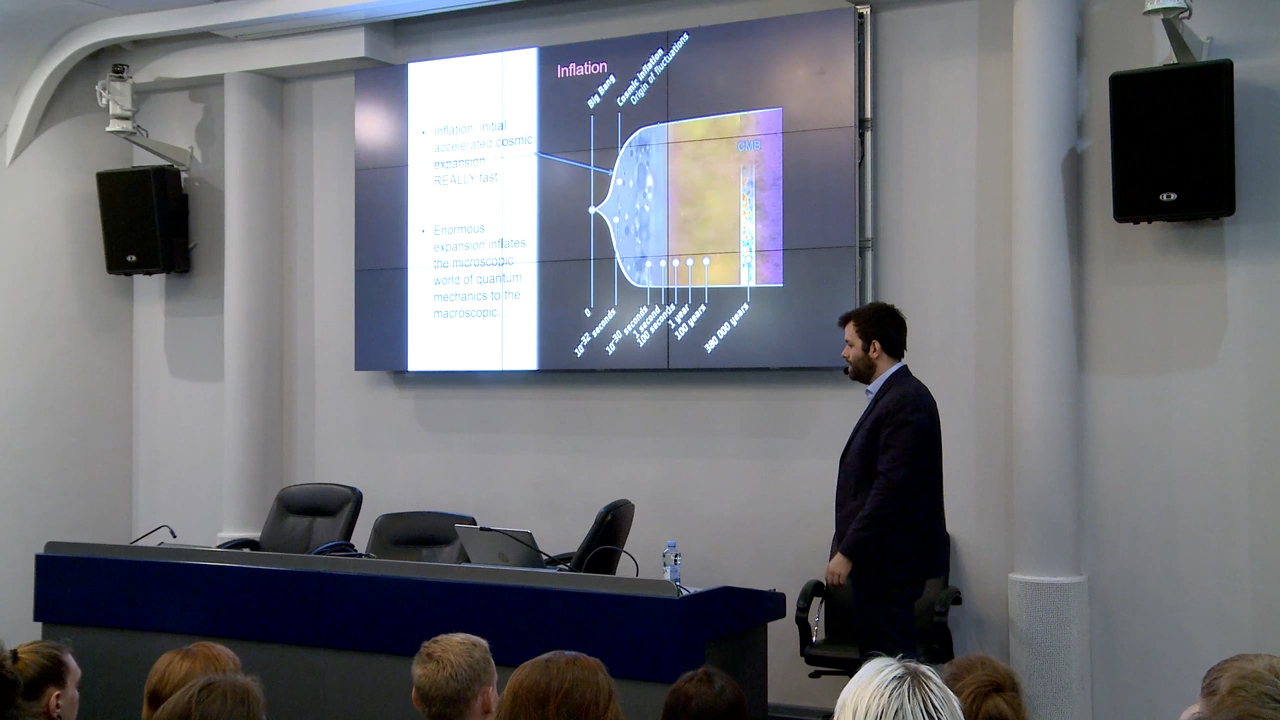 Inflation
Big Bang
Cosmic Inflation
Origin of fluctuations
• Inflation: initial
accelerated cosmic
expansion
REALLY fast.
• Enormous
expansion inflates
the microscopic
world of quantum
mechanics to the
macroscopic.
CMB
0
10⁻³² seconds
10⁻³⁰ seconds
1 second
100 seconds
1 year
100 years
380 000 years